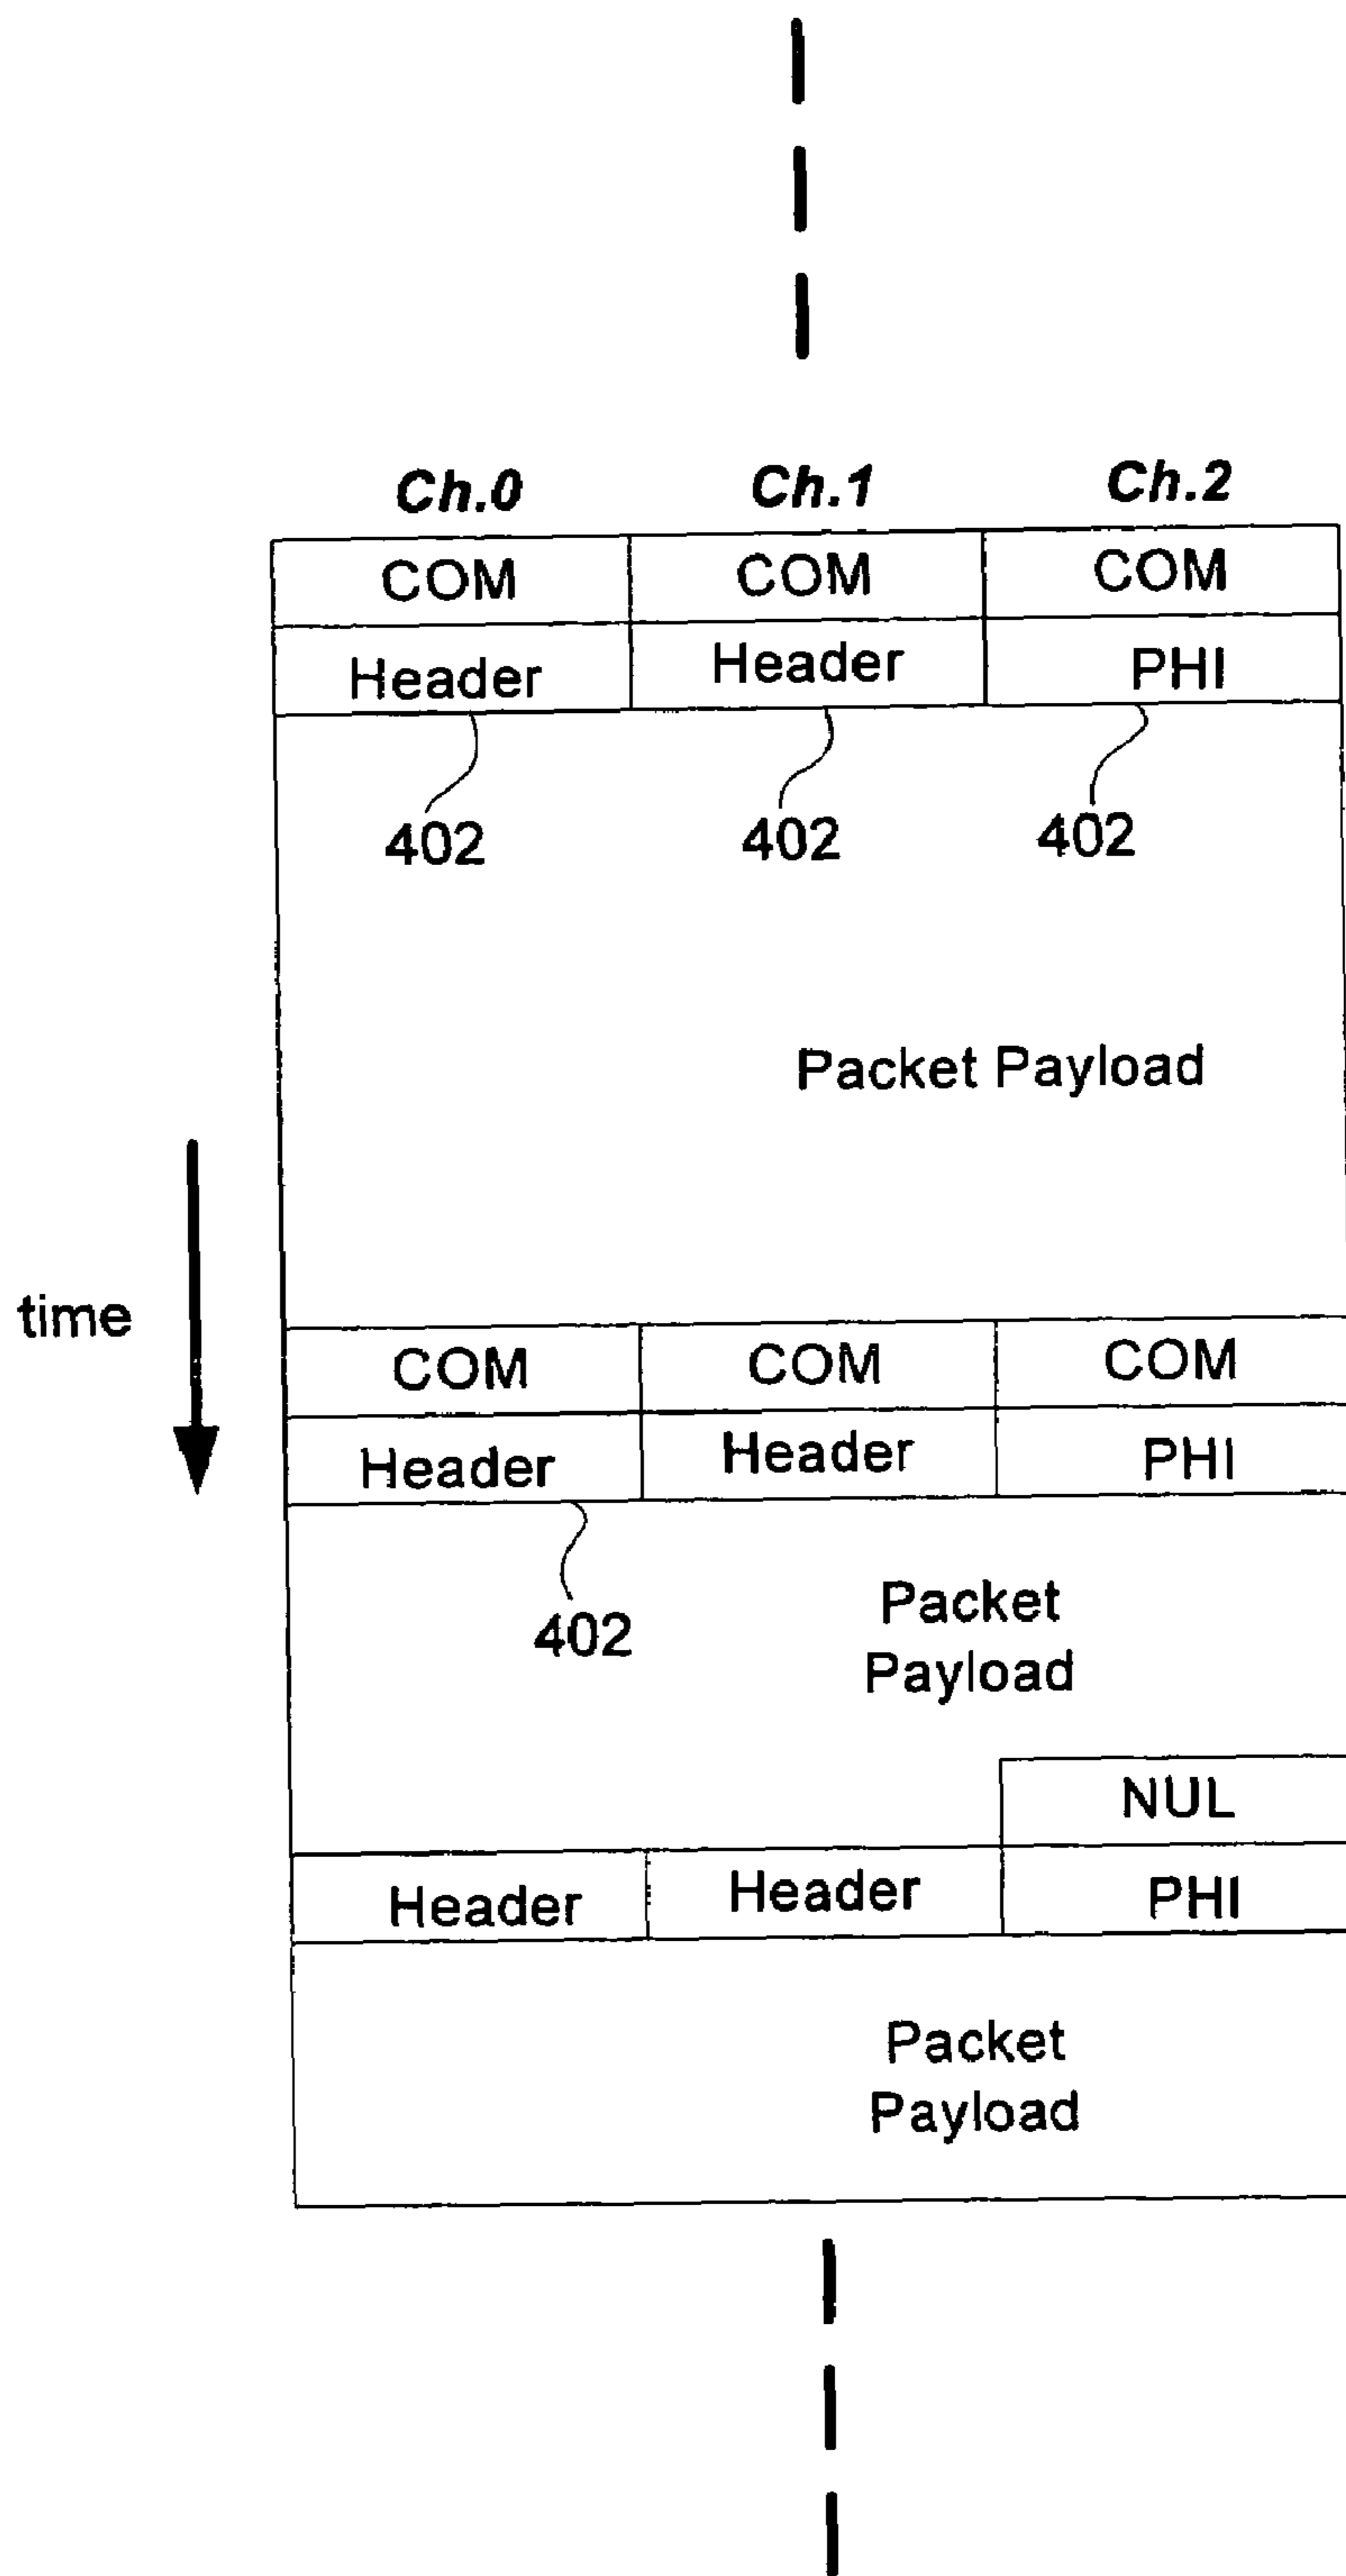 Ch.0 Ch.1 Ch.2
COM COM COM
Header Header PHI
402 402 402
Packet Payload
time
COM COM COM
Header Header PHI
402
Packet
Payload
NUL
Header Header PHI
Packet
Payload